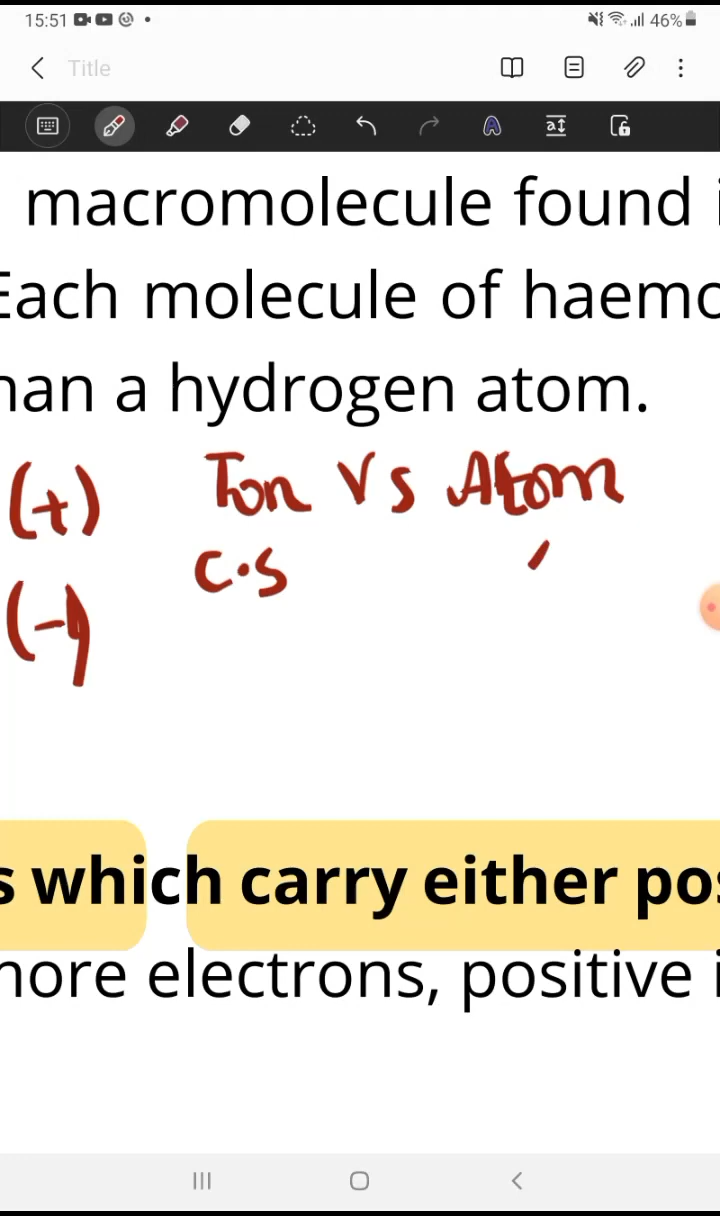 15:51 46%
Title
macromolecule found
Each molecule of haemo
han a hydrogen atom.
(+) Ion Vs Atom
C.S
(-)
s which carry either pos
more electrons, positive i